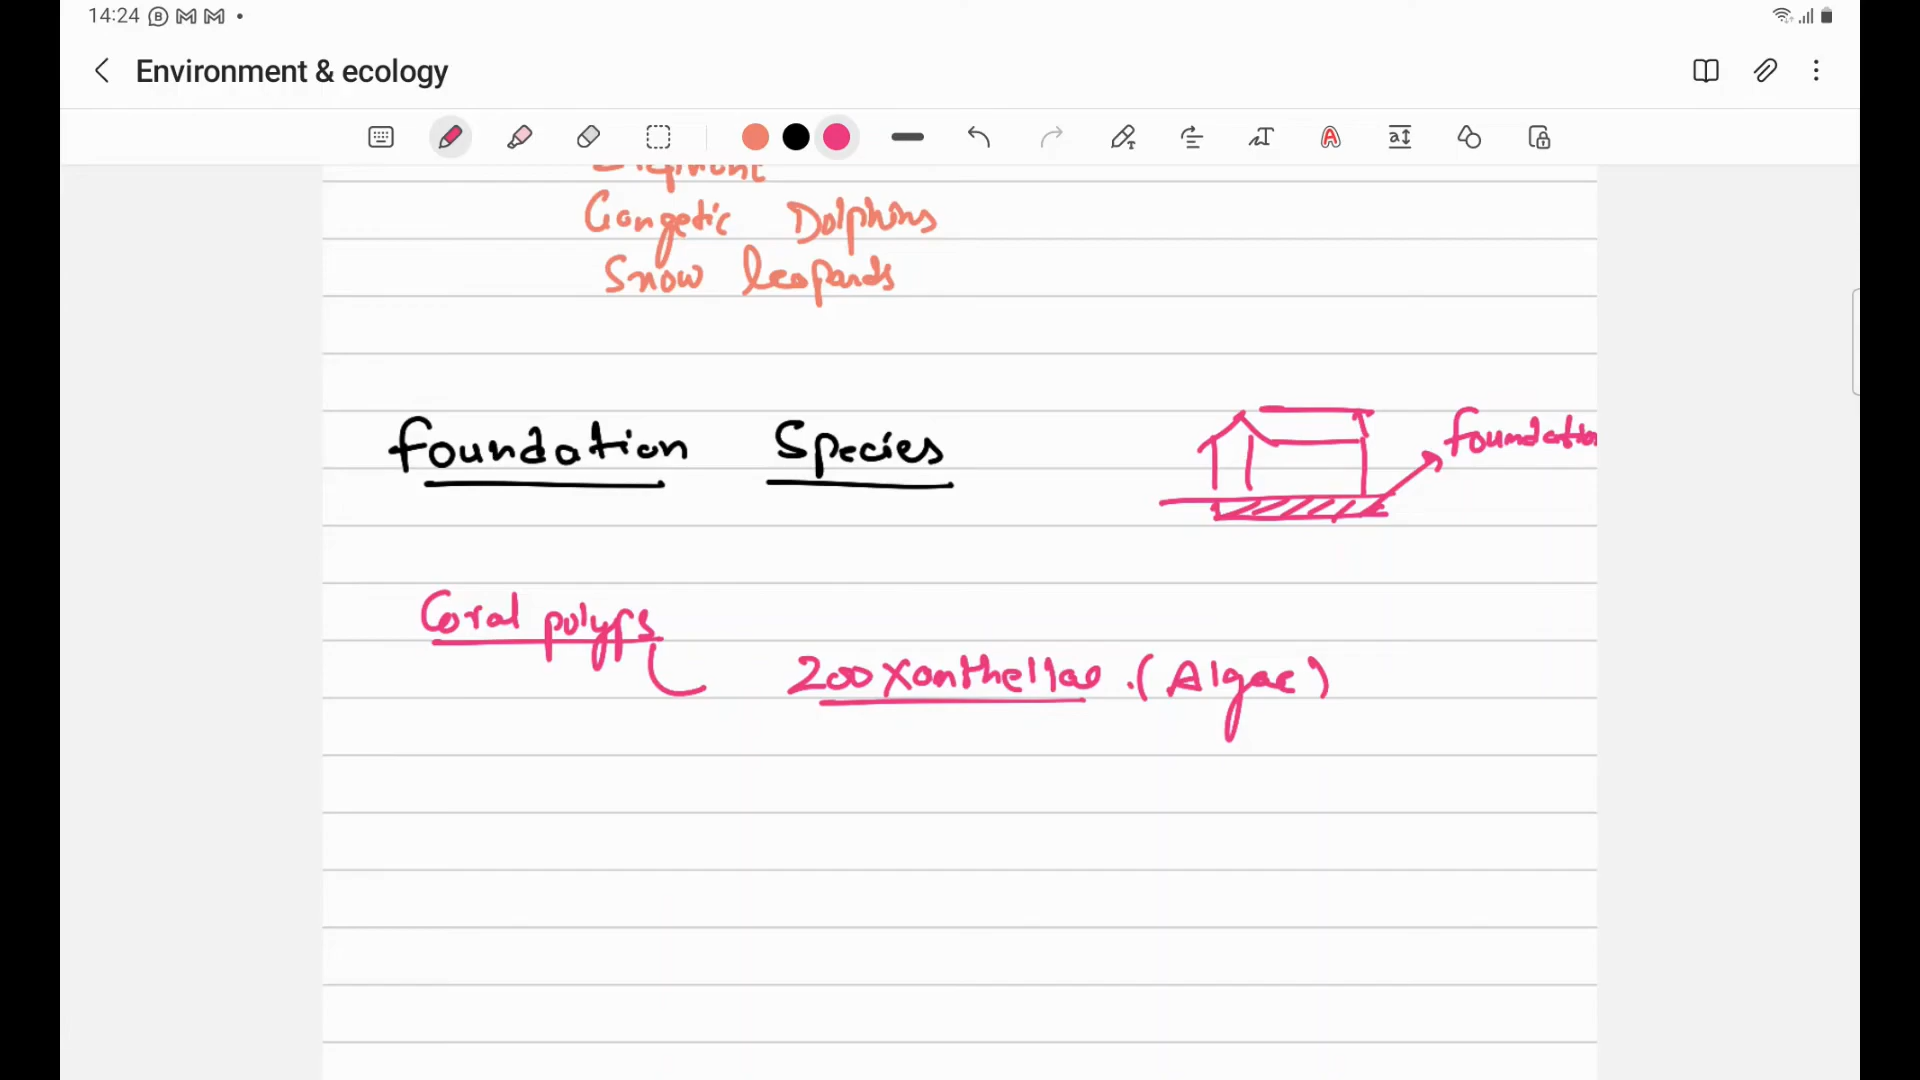 14:24
Environment & ecology
Gangetic Dolphins
Snow leopards
foundation Species
foundation
Coral polyps
Zooxanthellae . (Algae)